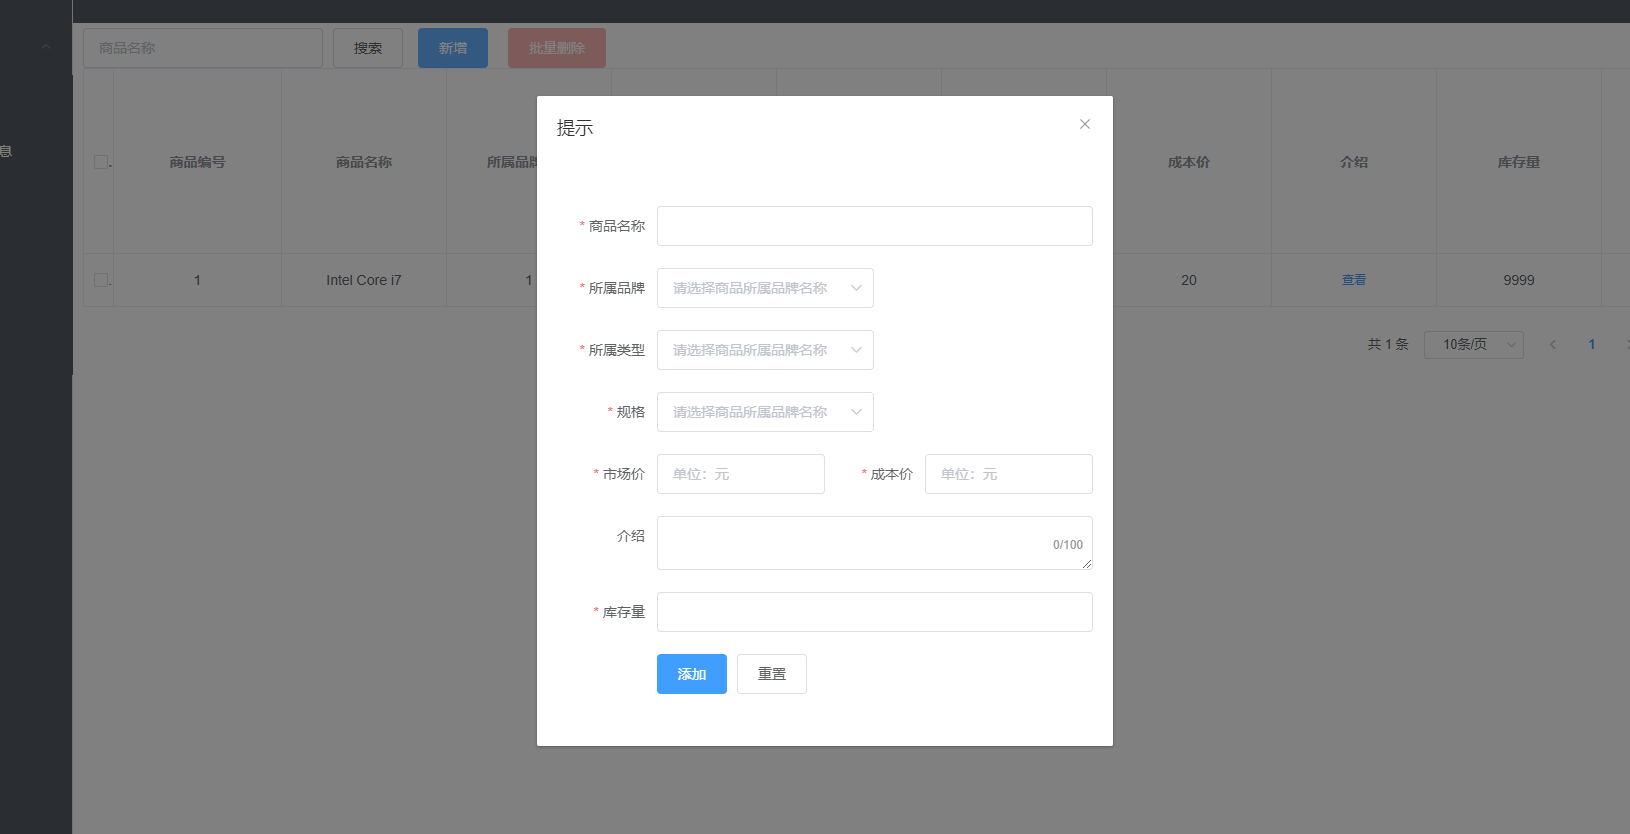 商品名称 搜索 新增 批量删除
提示
息
商品编号 商品名称 所属品牌 成本价 介绍 库存量
* 商品名称
1 Intel Core i7 1 20 查看 9999
* 所属品牌 请选择商品所属品牌名称
* 所属类型 请选择商品所属品牌名称
共 1 条 10条/页 1
* 规格 请选择商品所属品牌名称
* 市场价 单位：元 * 成本价 单位：元
介绍 0/100
* 库存量
添加 重置